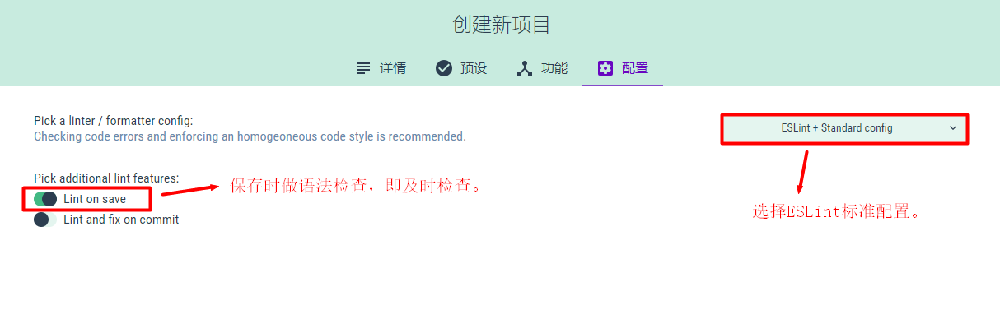 创建新项目
详情 预设 功能 配置
Pick a linter / formatter config:
Checking code errors and enforcing an homogeoneous code style is recommended.
ESLint + Standard config
Pick additional lint features:
Lint on save
保存时做语法检查，即及时检查。
选择ESLint标准配置。
Lint and fix on commit